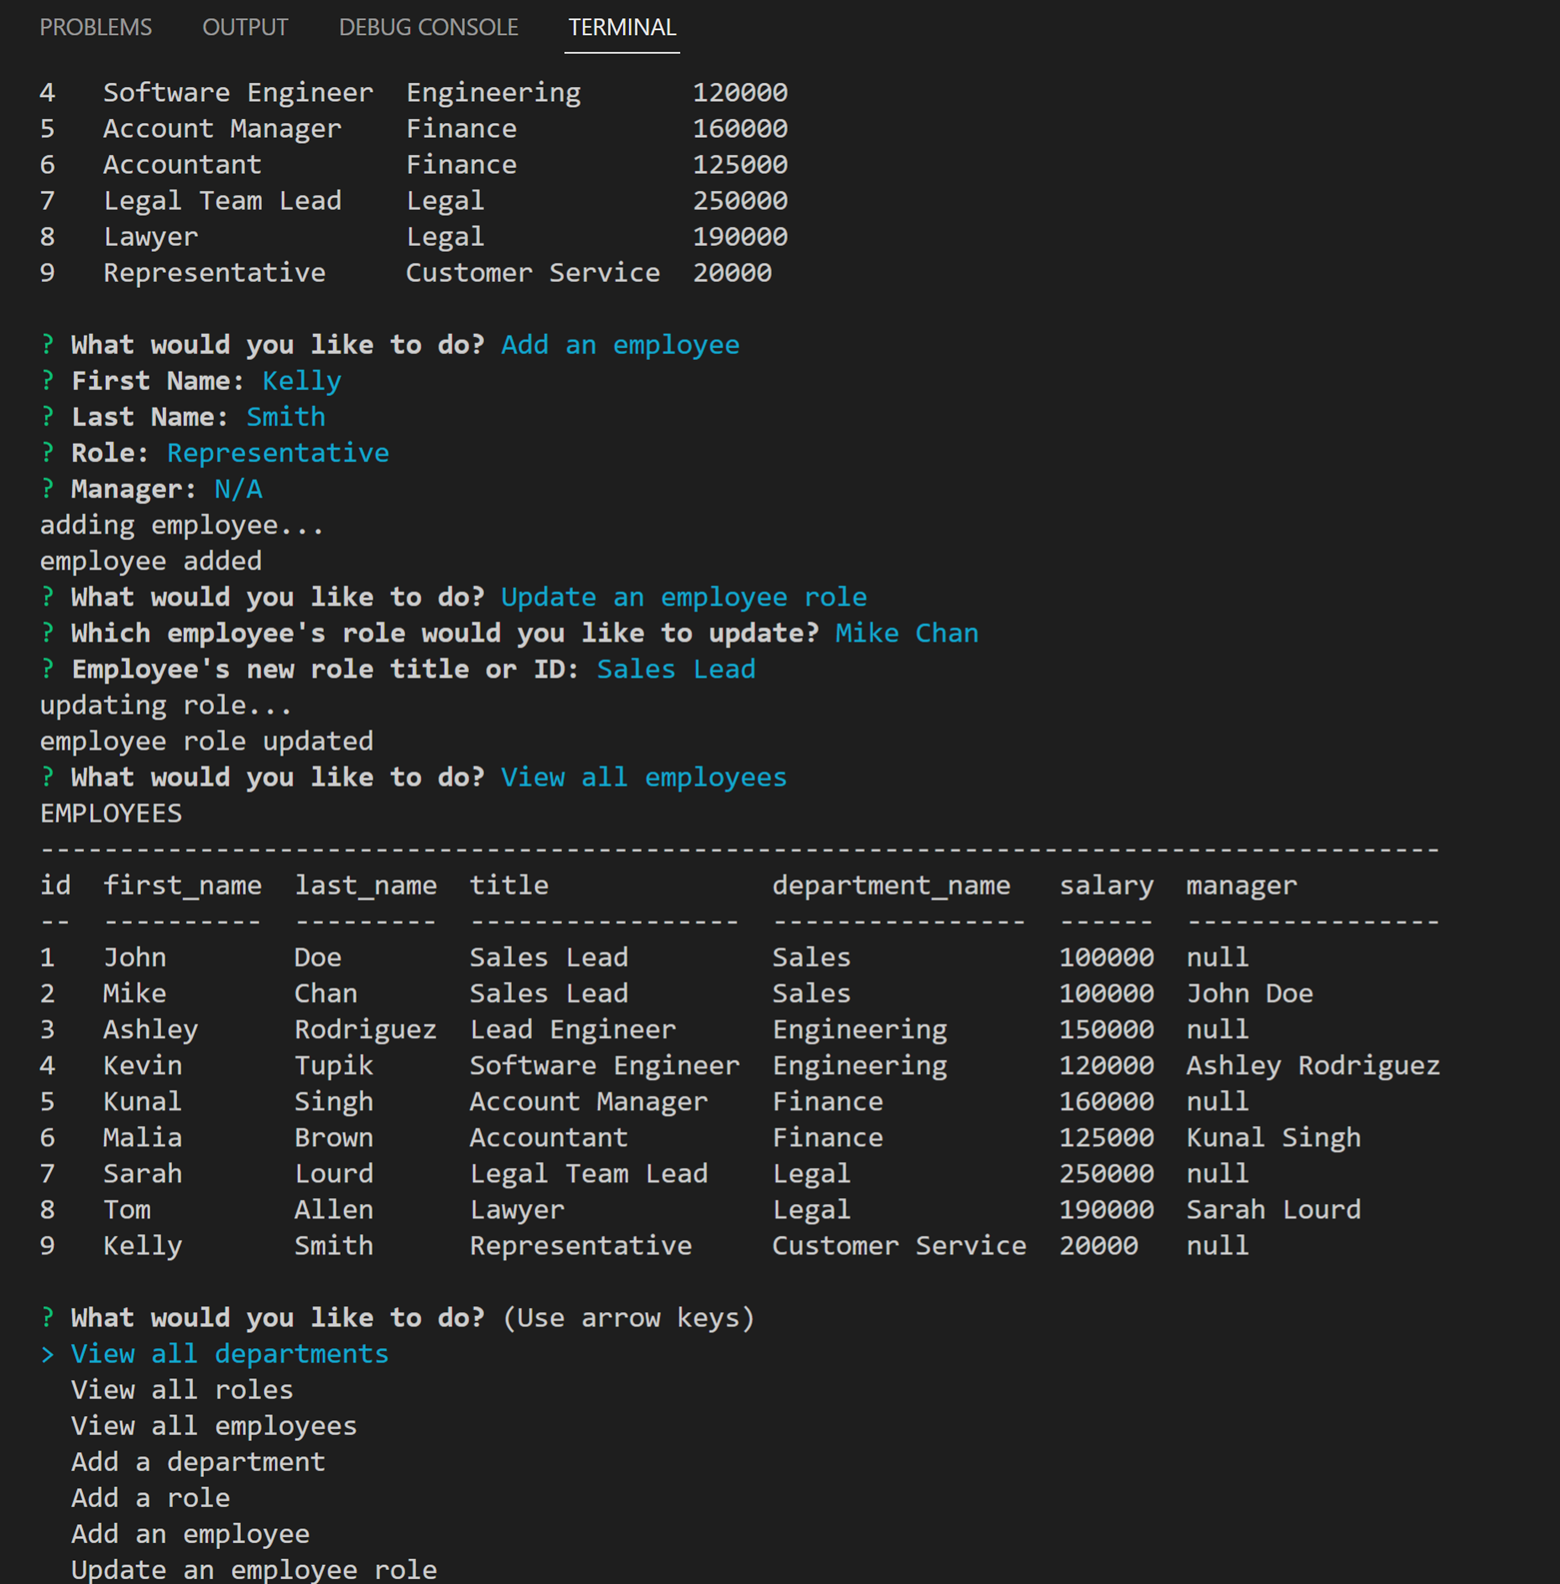 PROBLEMS OUTPUT DEBUG CONSOLE TERMINAL
4 Software Engineer Engineering 120000
5 Account Manager Finance 160000
6 Accountant Finance 125000
7 Legal Team Lead Legal 250000
8 Lawyer Legal 190000
9 Representative Customer Service 20000
? What would you like to do? Add an employee
? First Name: Kelly
? Last Name: Smith
? Role: Representative
? Manager: N/A
adding employee...
employee added
? What would you like to do? Update an employee role
? Which employee's role would you like to update? Mike Chan
? Employee's new role title or ID: Sales Lead
updating role...
employee role updated
? What would you like to do? View all employees
EMPLOYEES
----------------------------------------------------------------------------------------
id  first_name  last_name  title              department_name   salary  manager
--  ----------  ---------  -----------------  ----------------  ------  ----------------
1   John        Doe        Sales Lead         Sales             100000  null
2   Mike        Chan       Sales Lead         Sales             100000  John Doe
3   Ashley      Rodriguez  Lead Engineer      Engineering       150000  null
4   Kevin       Tupik      Software Engineer  Engineering       120000  Ashley Rodriguez
5   Kunal       Singh      Account Manager    Finance           160000  null
6   Malia       Brown      Accountant         Finance           125000  Kunal Singh
7   Sarah       Lourd      Legal Team Lead    Legal             250000  null
8   Tom         Allen      Lawyer             Legal             190000  Sarah Lourd
9   Kelly       Smith      Representative     Customer Service  20000   null
? What would you like to do? (Use arrow keys)
> View all departments
View all roles
View all employees
Add a department
Add a role
Add an employee
Update an employee role